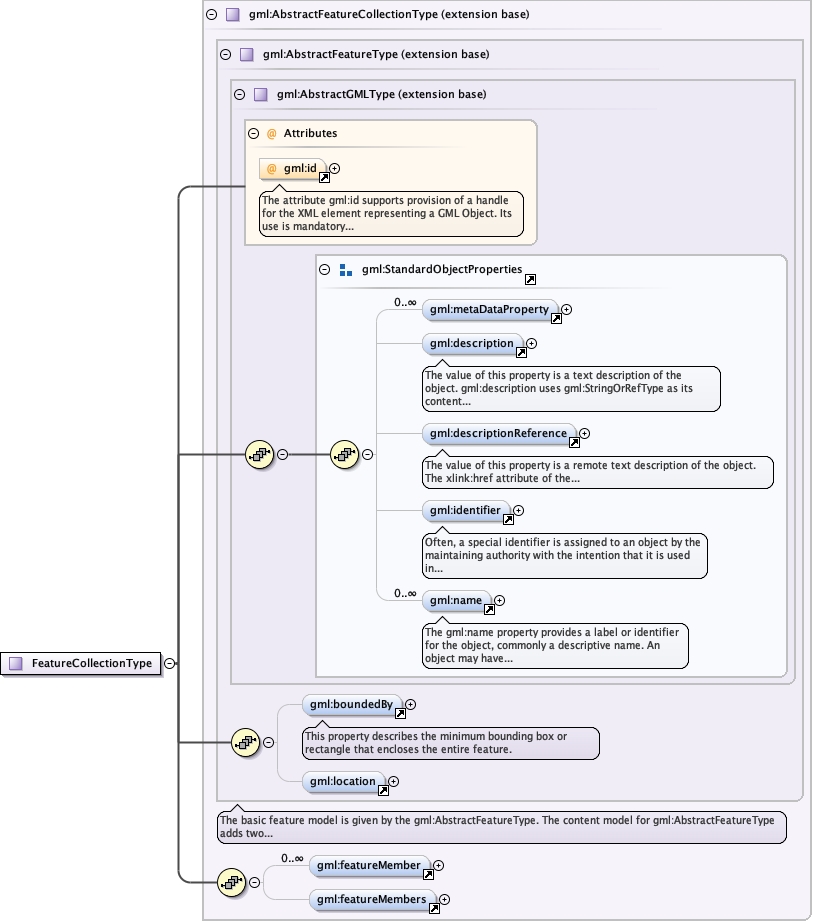 gml:AbstractFeatureCollectionType (extension base)
gml:AbstractFeatureType (extension base)
gml:AbstractGMLType (extension base)
@ Attributes
@ gml:id
The attribute gml:id supports provision of a handle
for the XML element representing a GML Object. Its
use is mandatory...
gml:StandardObjectProperties
0..∞
gml:metaDataProperty
gml:description
The value of this property is a text description of the
object. gml:description uses gml:StringOrRefType as its
content...
gml:descriptionReference
The value of this property is a remote text description of the object.
The xlink:href attribute of the...
gml:identifier
Often, a special identifier is assigned to an object by the
maintaining authority with the intention that it is used
in...
0..∞
gml:name
The gml:name property provides a label or identifier
for the object, commonly a descriptive name. An
object may have...
FeatureCollectionType
gml:boundedBy
This property describes the minimum bounding box or
rectangle that encloses the entire feature.
gml:location
The basic feature model is given by the gml:AbstractFeatureType. The content model for gml:AbstractFeatureType
adds two...
0..∞
gml:featureMember
gml:featureMembers